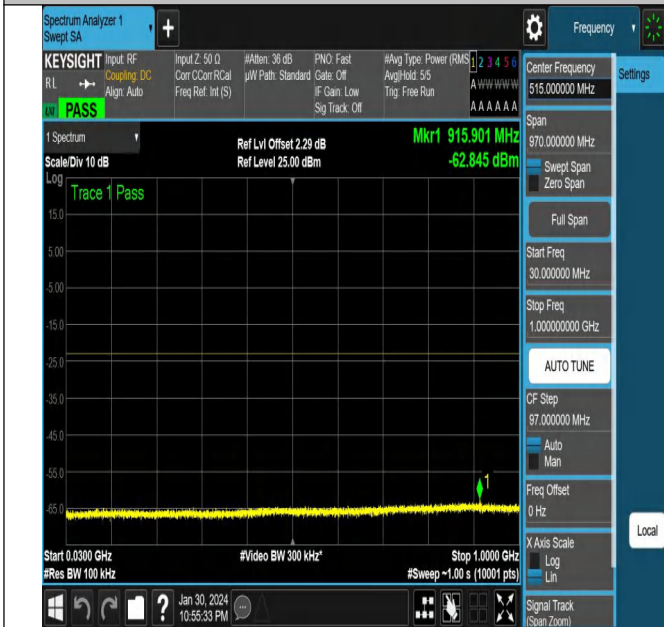 Spectrum Analyzer 1
Swept SA
Frequency
KEYSIGHT
RL
PASS
Input: RF
Coupling: DC
Align: Auto
Input Z: 50 Ω
Corr CCorr RCal
Freq Ref: Int (S)
#Atten: 36 dB
µW Path: Standard
PNO: Fast
Gate: Off
IF Gain: Low
Sig Track: Off
#Avg Type: Power (RMS
Avg|Hold: 5/5
Trig: Free Run
1 2 3 4 5 6
A W W W W W
A A A A A A
1 Spectrum
Scale/Div 10 dB
Log
Ref Lvl Offset 2.29 dB
Ref Level 25.00 dBm
Mkr1 915.901 MHz
-62.845 dBm
Trace 1 Pass
15.0
5.00
-5.00
-15.0
-25.0
-35.0
-45.0
-55.0
-65.0
1
Start 0.0300 GHz
#Res BW 100 kHz
#Video BW 300 kHz*
Stop 1.0000 GHz
#Sweep ~1.00 s (10001 pts)
Jan 30, 2024
10:55:33 PM
Center Frequency
515.000000 MHz
Settings
Span
970.000000 MHz
Swept Span
Zero Span
Full Span
Start Freq
30.000000 MHz
Stop Freq
1.000000000 GHz
AUTO TUNE
CF Step
97.000000 MHz
Auto
Man
Freq Offset
0 Hz
Local
X Axis Scale
Log
Lin
Signal Track
(Span Zoom)